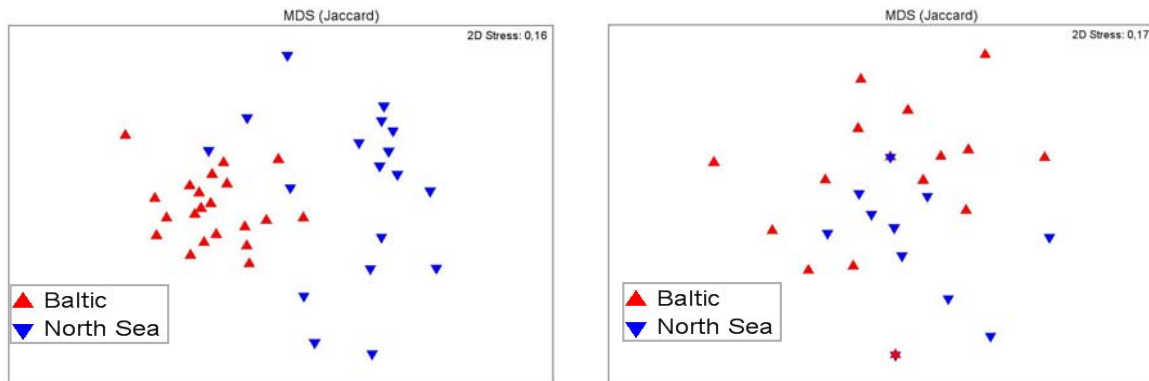 MDS (Jaccard)
2D Stress: 0,16
Baltic
North Sea
MDS (Jaccard)
2D Stress: 0,17
Baltic
North Sea